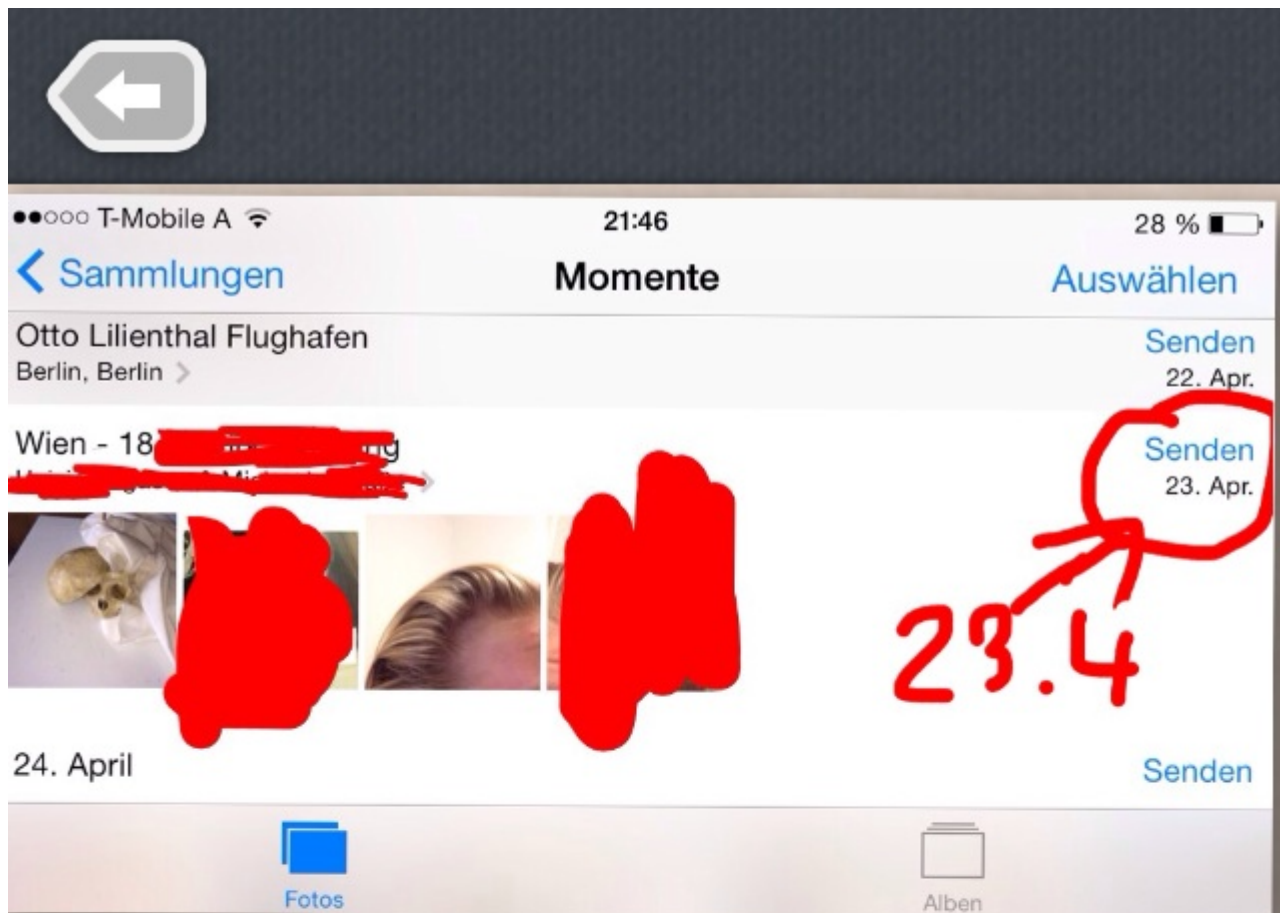 ●●○○○ T-Mobile A 21:46 28 %
Sammlungen Momente Auswählen
Otto Lilienthal Flughafen Senden
Berlin, Berlin 22. Apr.
Wien - 18 Senden
23. Apr.
23.4
24. April Senden
Fotos Alben